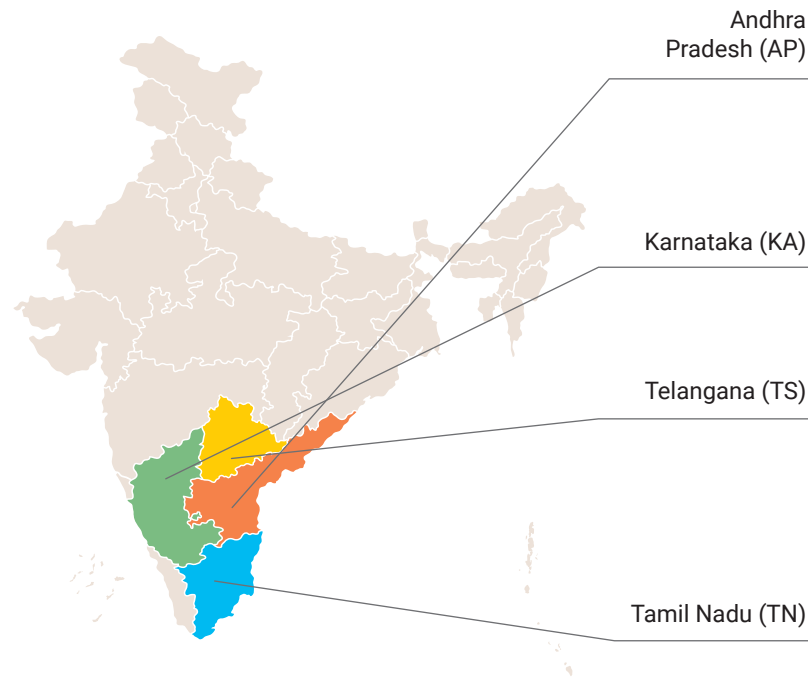 Andhra
Pradesh (AP)
Karnataka (KA)
Telangana (TS)
Tamil Nadu (TN)